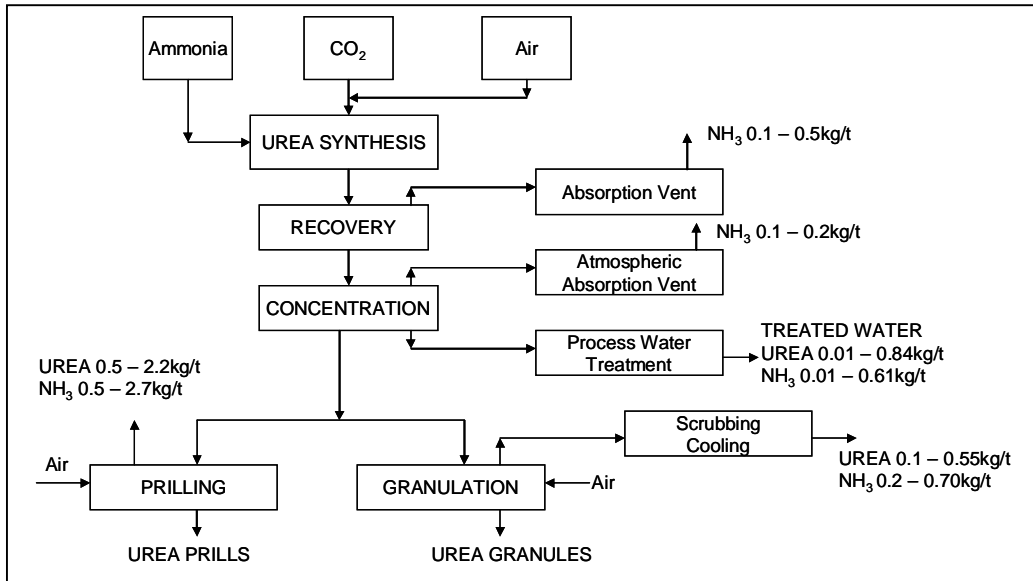 Ammonia
CO₂
Air
UREA SYNTHESIS
NH₃ 0.1 – 0.5kg/t
Absorption Vent
RECOVERY
NH₃ 0.1 – 0.2kg/t
Atmospheric
Absorption Vent
CONCENTRATION
Process Water
Treatment
TREATED WATER
UREA 0.01 – 0.84kg/t
NH₃ 0.01 – 0.61kg/t
UREA 0.5 – 2.2kg/t
NH₃ 0.5 – 2.7kg/t
Scrubbing
Cooling
UREA 0.1 – 0.55kg/t
NH₃ 0.2 – 0.70kg/t
Air
PRILLING
GRANULATION
Air
UREA PRILLS
UREA GRANULES